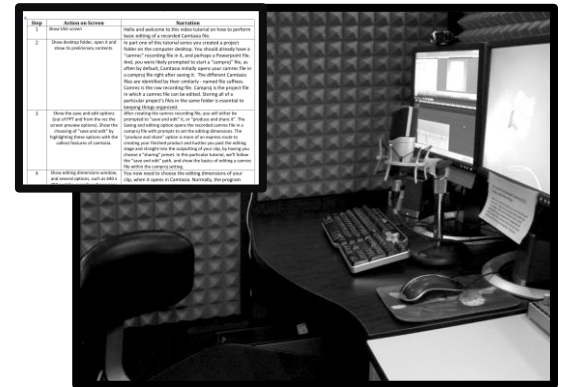 Step Action on Screen Narration
1 Show title screen Hello and welcome to this video tutorial on how to perform
basic editing of a recorded Camtasia file.
2 Show desktop folder, open it and In part one of this tutorial series you created a project
show its preliminary contents. folder on the computer desktop. You should already have a
"camrec" recording file in it, and perhaps a Powerpoint file.
And, you were likely prompted to start a "camproj" file, as
often by default, Camtasia initially opens your camrec file in
a camproj file right after saving it. The different Camtasia
files are identified by their similarly - named file suffixes.
Camrec is the raw recording file. Camproj is the project file
in which a camrec file can be edited. Storing all of a
particular project's files in the same folder is essential to
keeping things organized.
3 Show the save and edit options After creating the camrec recording file, you will either be
(out of PPT and from the rec the prompted to "save and edit" it, or "produce and share" it. The
screen preview options). Show the Saving and editing option opens the recorded camrec file in a
choosing of "save and edit" by camproj file with prompts to set the editing dimensions. The
highlighting these options with the "produce and share" option is more of an express route to
callout features of camtasia. creating your finished product and hustles you past the editing
stage and straight into the outputting of your clip, by having you
choose a "sharing" preset. In this particular tutorial, we'll follow
the "save and edit" path, and show the basics of editing a camrec
file within the camproj setting.
4 Show editing dimensions window, You now need to choose the editing dimensions of your
and several options, such as 640 x clip, when it opens in Camtasia. Normally, the program